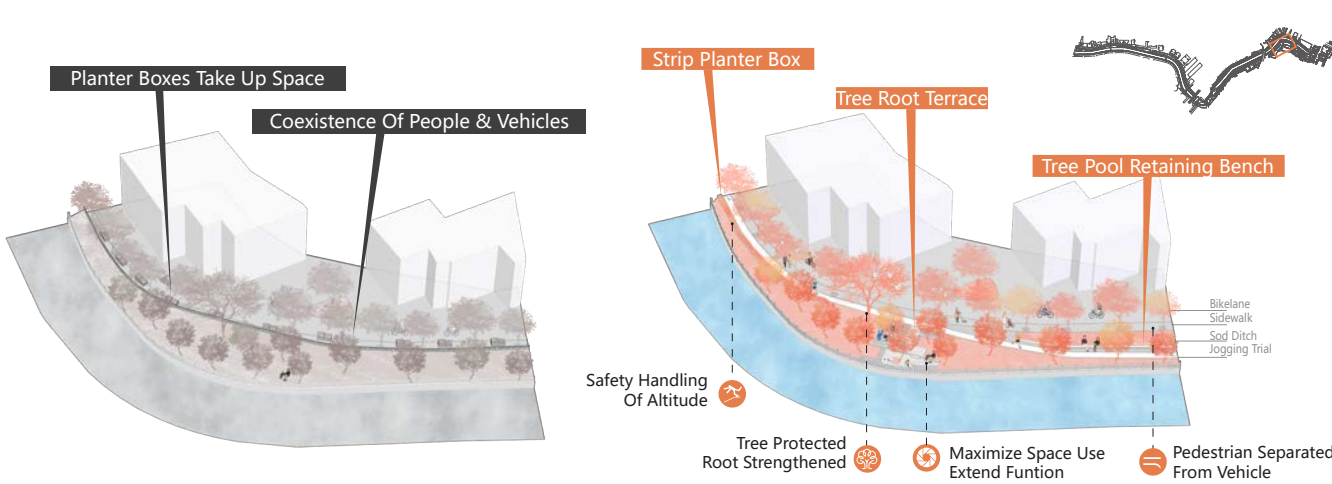 Planter Boxes Take Up Space
Coexistence Of People & Vehicles
Strip Planter Box
Tree Root Terrace
Tree Pool Retaining Bench
Bikelane
Sidewalk
Sod Ditch
Jogging Trial
Safety Handling
Of Altitude
Tree Protected
Root Strengthened
Maximize Space Use
Extend Funtion
Pedestrian Separated
From Vehicle